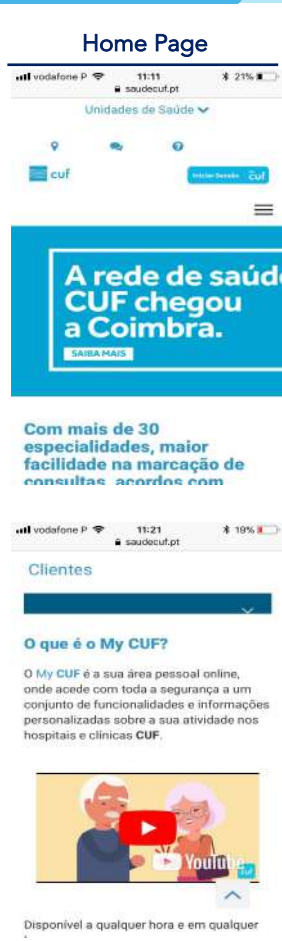 Home Page
vodafone P 11:11 21%
saudecuf.pt
Unidades de Saúde
cuf
Iniciar Sessão cuf
A rede de saúd
CUF chegou
a Coimbra.
SAIBA MAIS
Com mais de 30
especialidades, maior
facilidade na marcação de
consultas, acordos com
vodafone P 11:21 19%
saudecuf.pt
Clientes
O que é o My CUF?
O My CUF é a sua área pessoal online,
onde acede com toda a segurança a um
conjunto de funcionalidades e informações
personalizadas sobre a sua atividade nos
hospitais e clínicas CUF.
YouTube
cuf
Disponível a qualquer hora e em qualquer